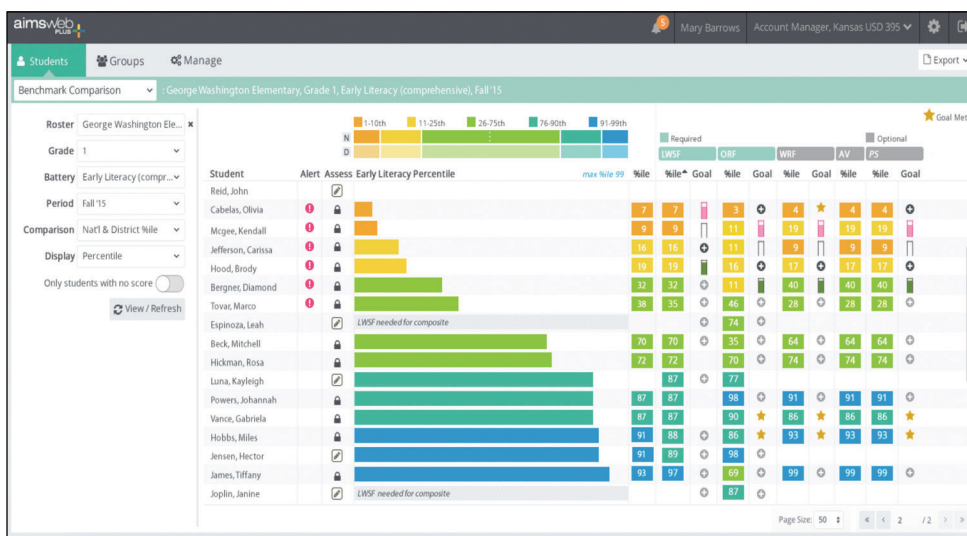 aimsweb PLUS
5 Mary Barrows Account Manager, Kansas USD 395
Students Groups Manage Export
Benchmark Comparison : George Washington Elementary, Grade 1, Early Literacy (comprehensive), Fall '15
Roster George Washington Ele... ×
Grade 1
Battery Early Literacy (compr...
Period Fall '15
Comparison Nat'l & District %ile
Display Percentile
Only students with no score
View / Refresh
1-10th 11-25th 26-75th 76-90th 91-99th
N
D
Goal Met
Required Optional
LWSF ORF WRF AV PS
Student Alert Assess Early Literacy Percentile max %ile 99 %ile %ile Goal %ile Goal %ile Goal %ile %ile Goal
Reid, John
Cabelas, Olivia 7 7 3 4 4 4
Mcgee, Kendall 9 9 11 19 19 19
Jefferson, Carissa 16 16 11 9 9 9
Hood, Brody 19 19 16 17 17 17
Bergner, Diamond 32 32 11 40 40 40
Tovar, Marco 38 35 46 28 28 28
Espinoza, Leah LWSF needed for composite 74
Beck, Mitchell 70 70 35 64 64 64
Hickman, Rosa 72 72 70 74 74 74
Luna, Kayleigh 87 77
Powers, Johannah 87 87 98 91 91 91
Vance, Gabriela 87 87 90 86 86 86
Hobbs, Miles 91 88 86 93 93 93
Jensen, Hector 91 89 98
James, Tiffany 93 97 69 99 99 99
Joplin, Janine LWSF needed for composite 87
Page Size: 50 « ‹ 2 / 2 › »